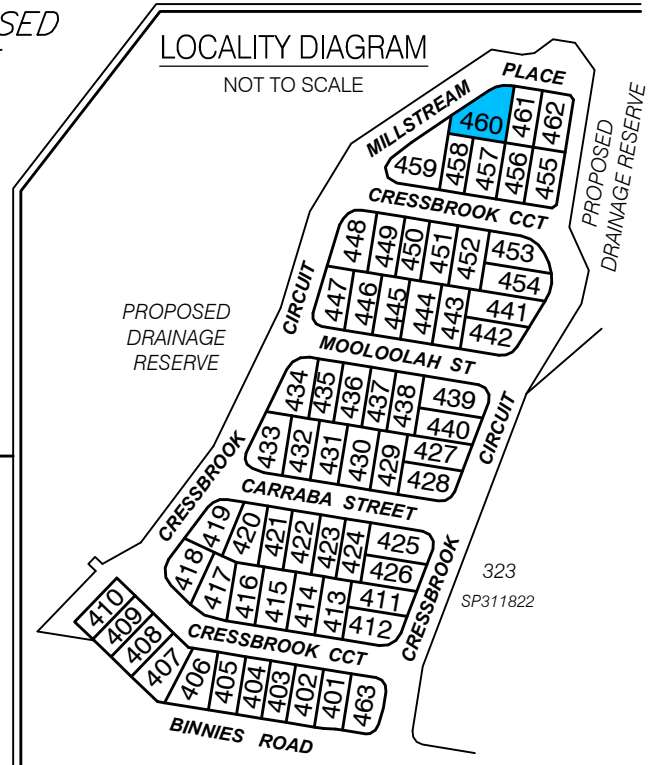 SED
LOCALITY DIAGRAM
NOT TO SCALE
MILLSTREAM PLACE
460 461 462
459 458 457 456 455
PROPOSED
DRAINAGE RESERVE
CRESSBROOK CCT
448 449 450 451 452 453
454
447 446 445 444 443 441
442
CIRCUIT
PROPOSED
DRAINAGE
RESERVE
MOOLOOLAH ST
434 435 436 437 438 439
440
433 432 431 430 429 427
428
CIRCUIT
CRESSBROOK
CARRABA STREET
419 420 421 422 423 424 425
426
418 417 416 415 414 413 411
412
CRESSBROOK
323
SP311822
CRESSBROOK CCT
410
409
408
407 406 405 404 403 402 401 463
BINNIES ROAD